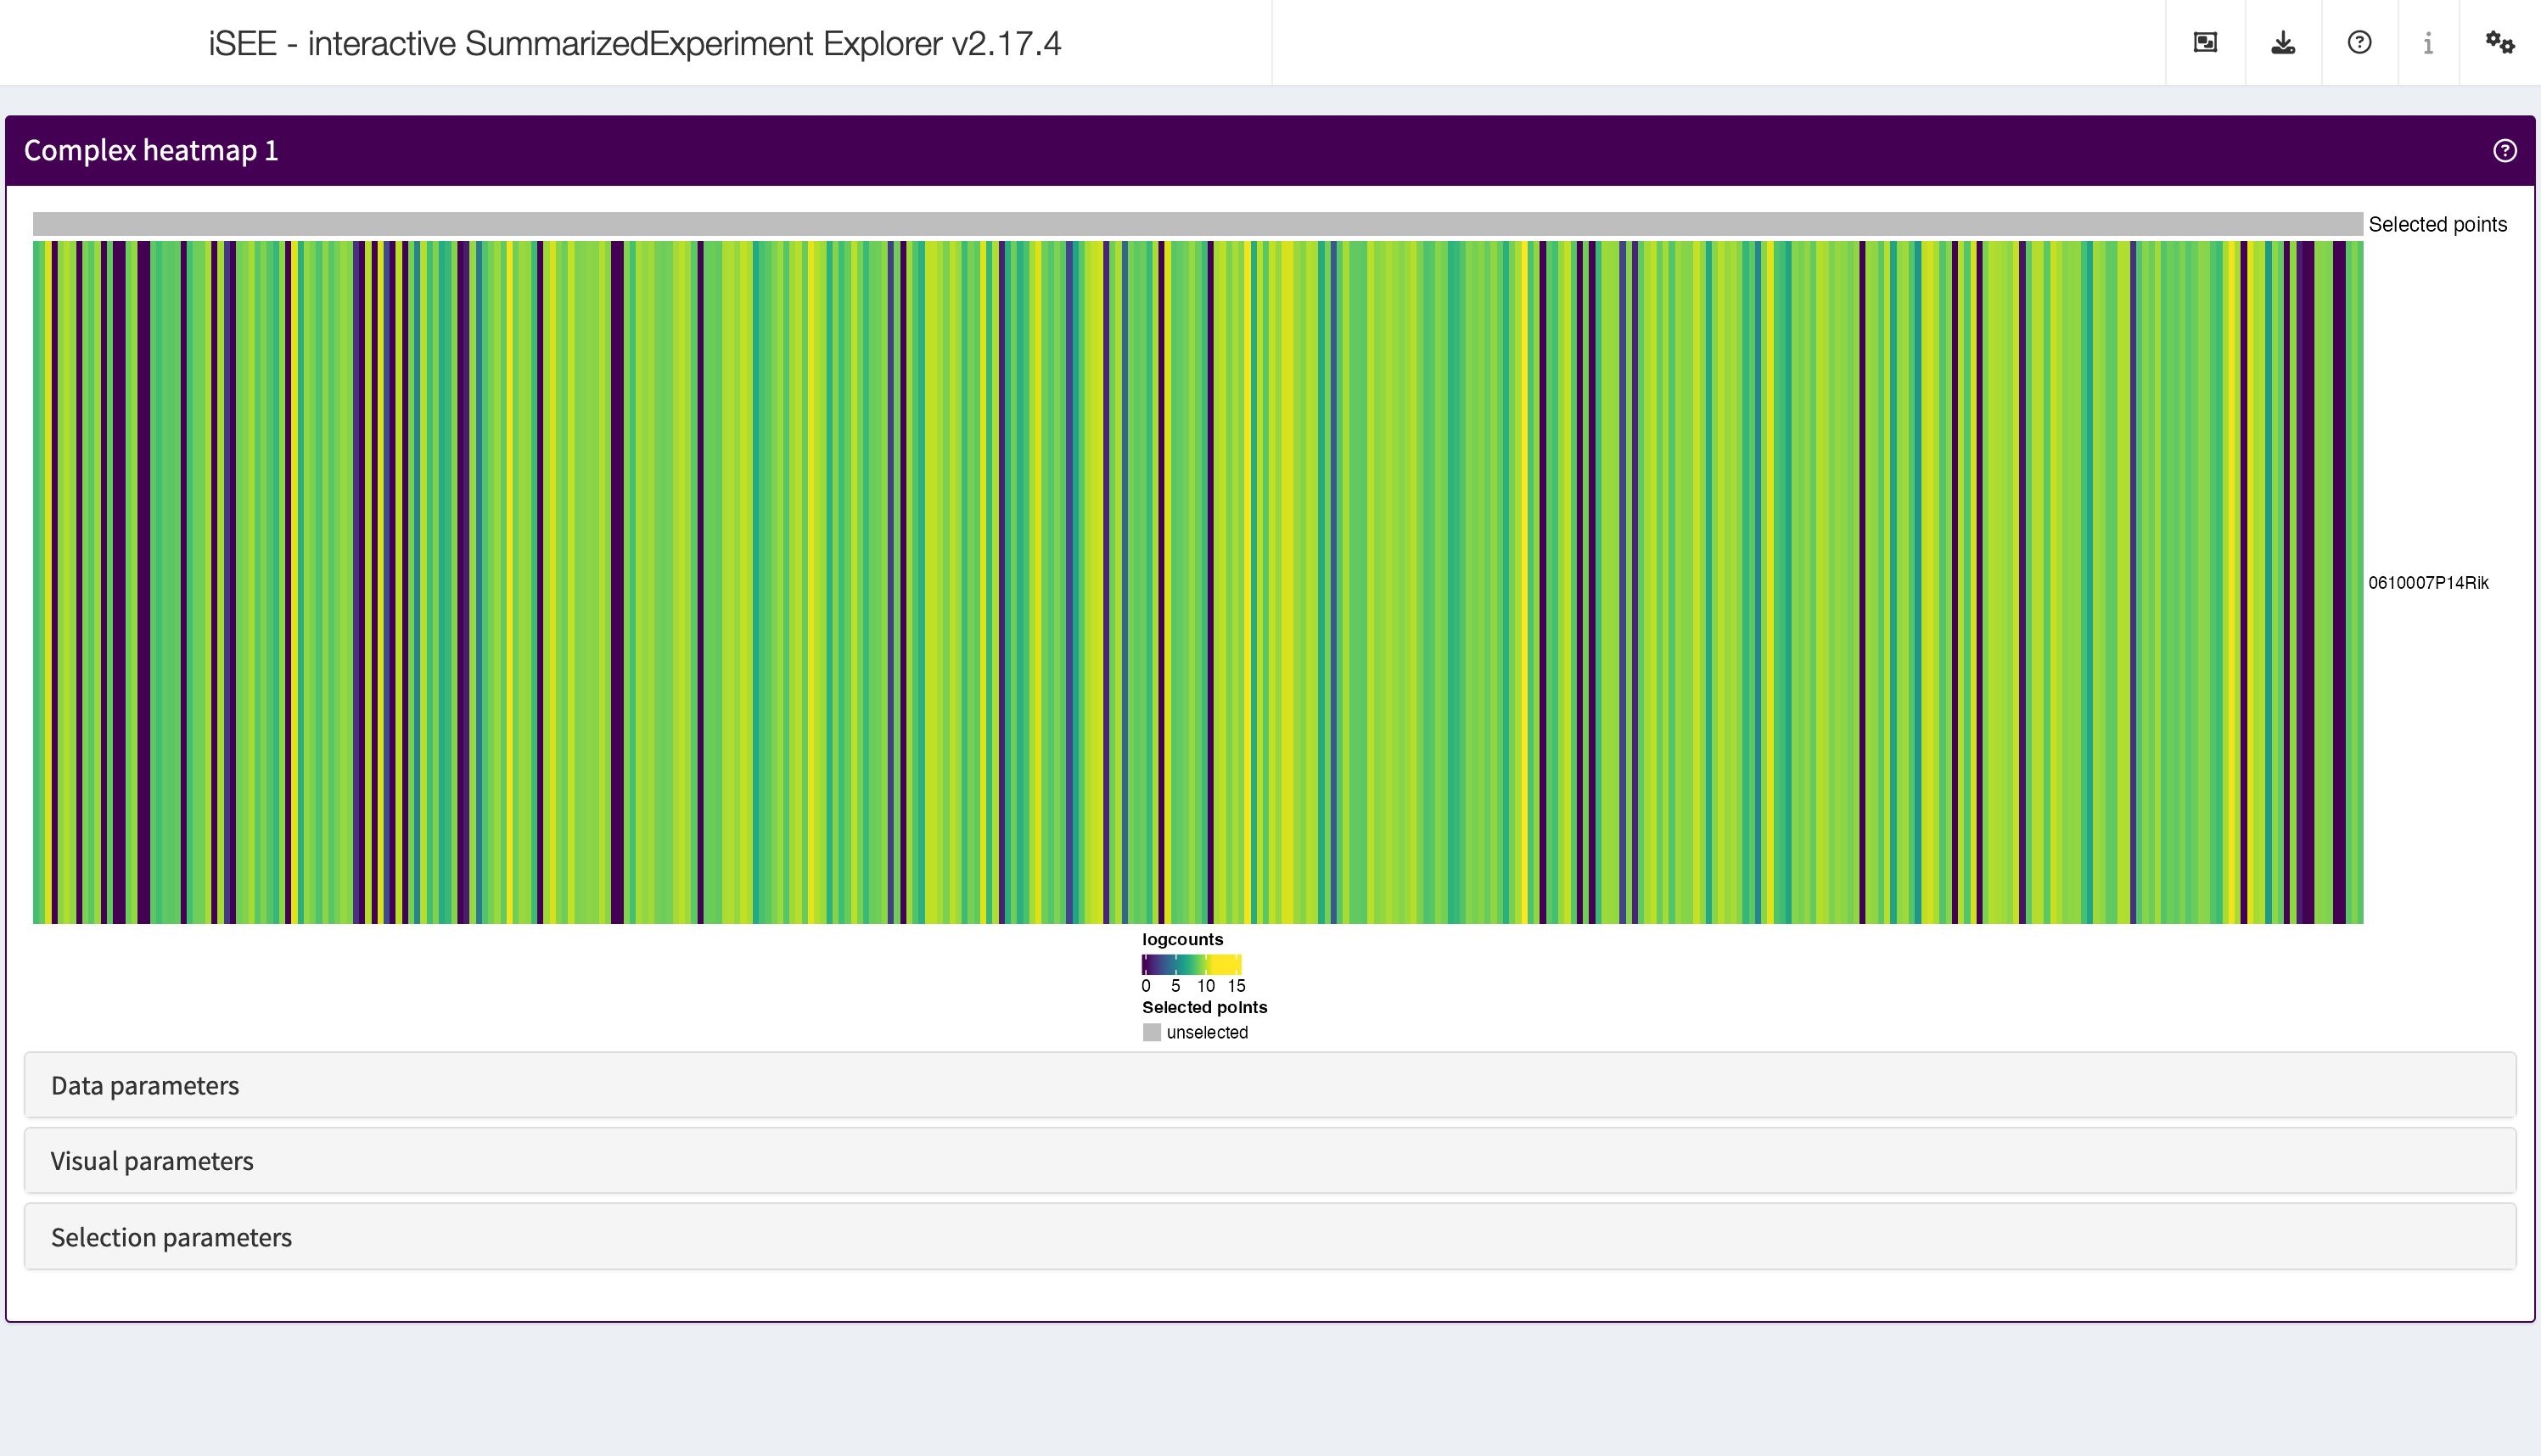 iSEE - interactive SummarizedExperiment Explorer v2.17.4
Complex heatmap 1
Selected points
0610007P14Rik
logcounts
0 5 10 15
Selected points
unselected
Data parameters
Visual parameters
Selection parameters